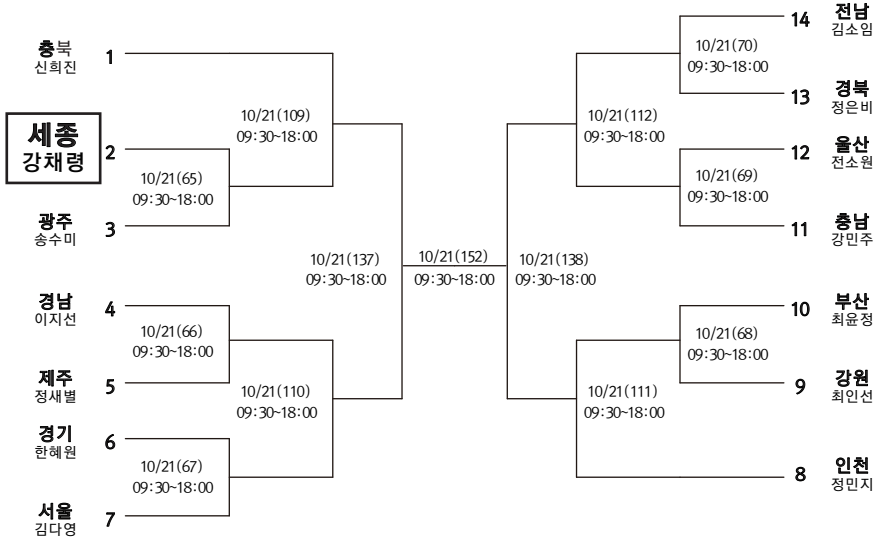 충북
신희진
1
세종
강채령
2
광주
송수미
3
경남
이지선
4
제주
정새별
5
경기
한혜원
6
서울
김다영
7
10/21(65)
09:30~18:00
10/21(66)
09:30~18:00
10/21(67)
09:30~18:00
10/21(109)
09:30~18:00
10/21(110)
09:30~18:00
10/21(137)
09:30~18:00
10/21(152)
09:30~18:00
10/21(138)
09:30~18:00
10/21(112)
09:30~18:00
10/21(111)
09:30~18:00
10/21(70)
09:30~18:00
10/21(69)
09:30~18:00
10/21(68)
09:30~18:00
14
전남
김소임
13
경북
정은비
12
울산
전소원
11
충남
강민주
10
부산
최윤정
9
강원
최인선
8
인천
정민지